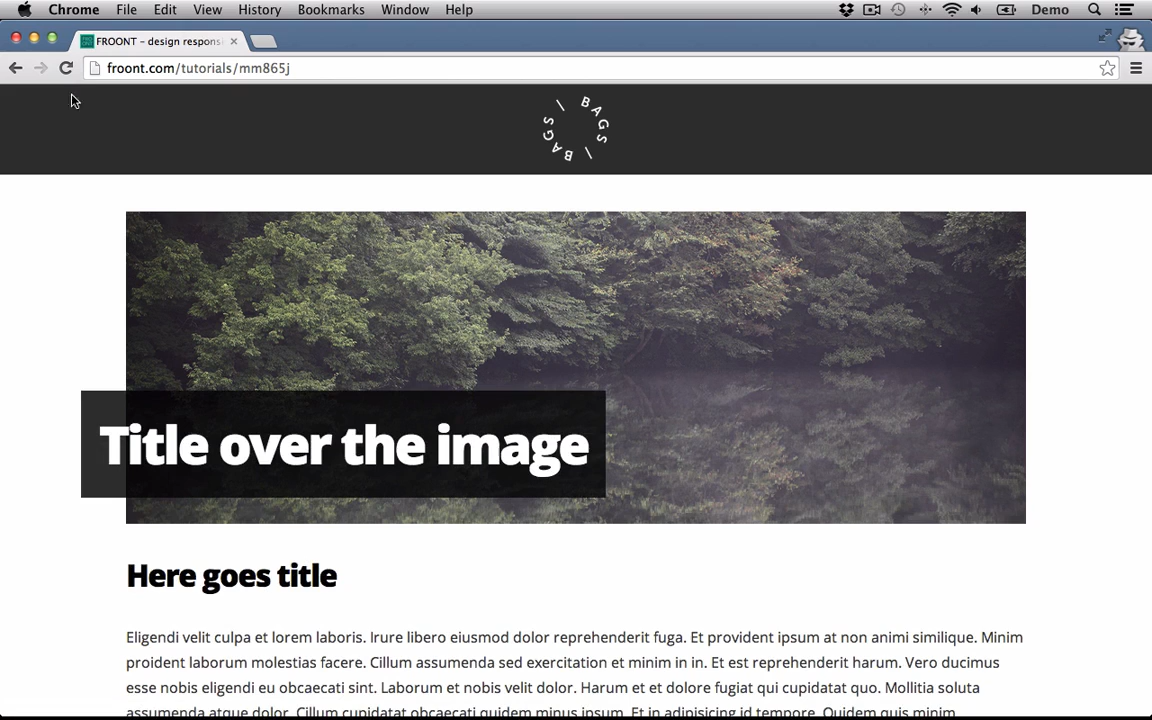 Chrome File Edit View History Bookmarks Window Help Demo
FROONT – design respons
froont.com/tutorials/mm865j
BAGS / BAGS /
Title over the image
Here goes title
Eligendi velit culpa et lorem laboris. Irure libero eiusmod dolor reprehenderit fuga. Et provident ipsum at non animi similique. Minim
proident laborum molestias facere. Cillum assumenda sed exercitation et minim in in. Et est reprehenderit harum. Vero ducimus
esse nobis eligendi eu obcaecati sint. Laborum et nobis velit dolor. Harum et et dolore fugiat qui cupidatat quo. Mollitia soluta
assumenda atque dolor. Cillum cupidatat obcaecati quidem minus ipsum. Et in adipisicing id tempore. Quidem quis minim